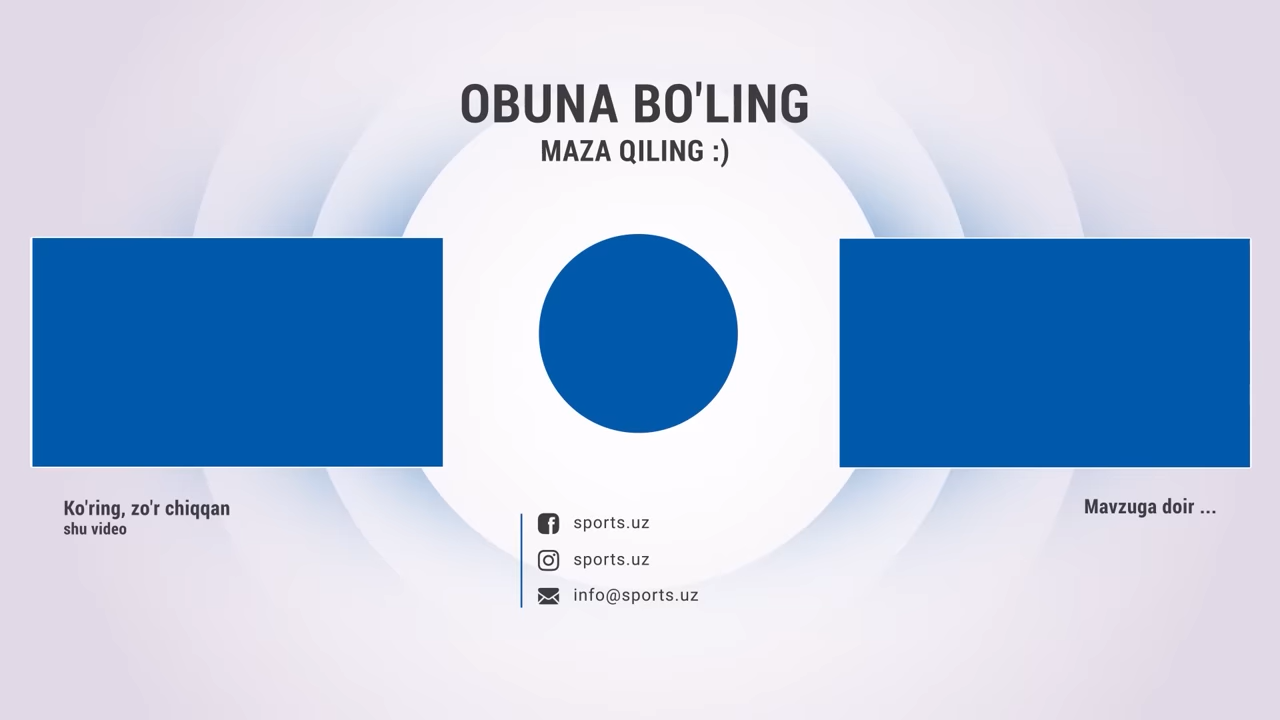 OBUNA BO'LING
MAZA QILING :)
Ko'ring, zo'r chiqqan
shu video
Mavzuga doir ...
sports.uz
sports.uz
info@sports.uz